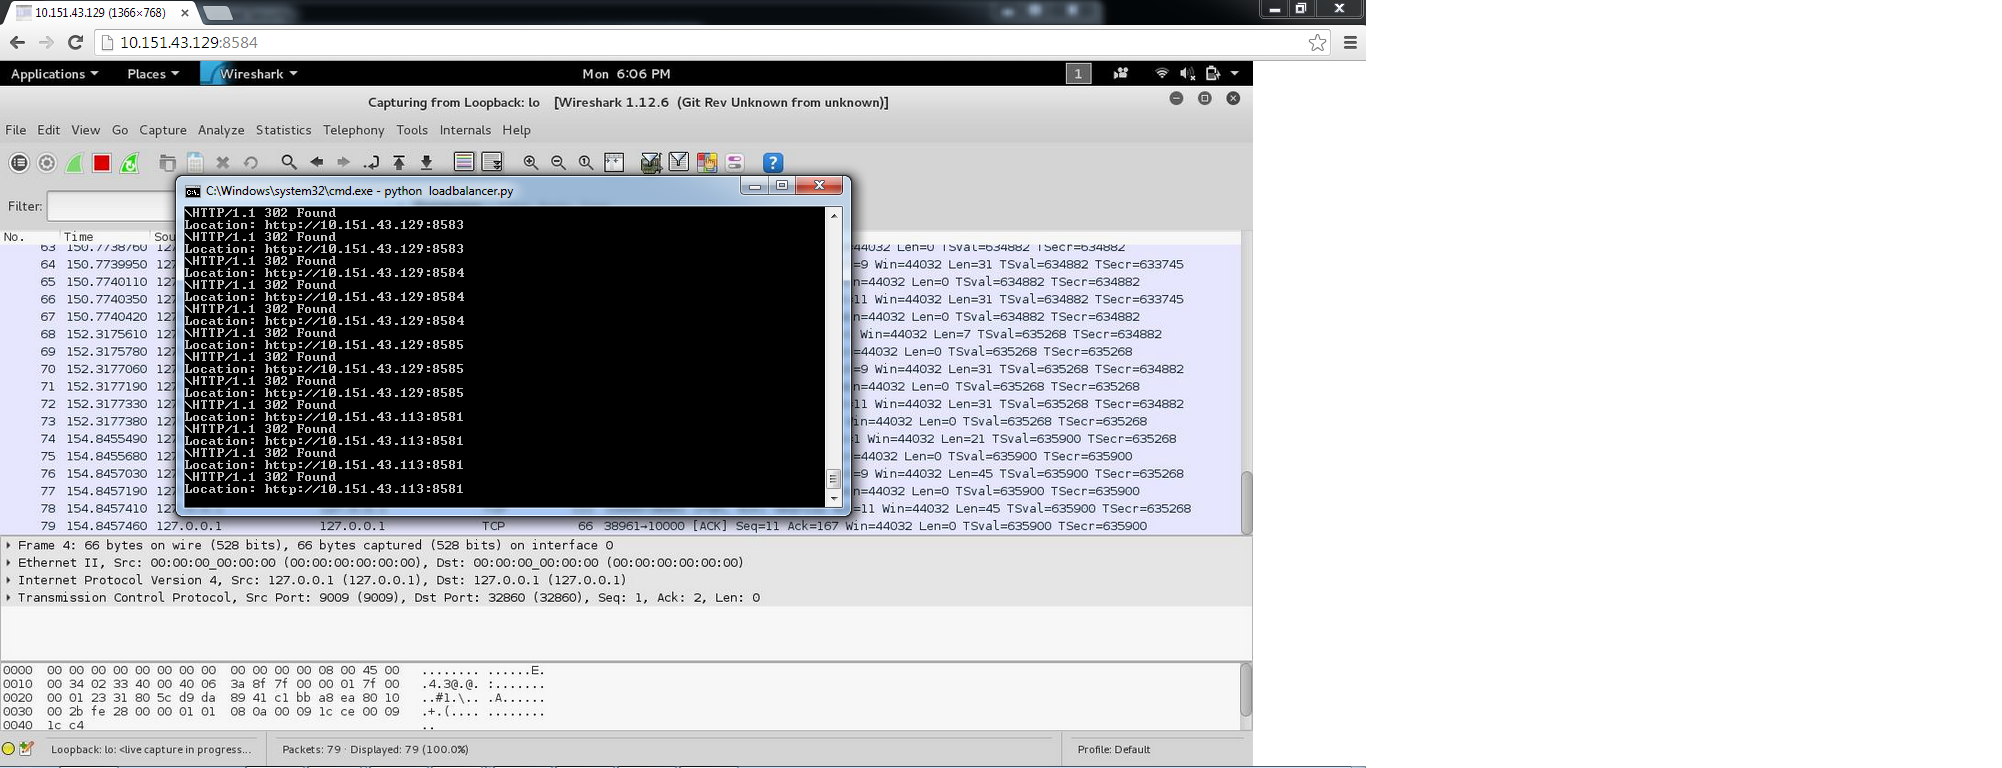 10.151.43.129 (1366×768)
10.151.43.129:8584
Applications Places Wireshark Mon 6:06 PM 1
Capturing from Loopback: lo [Wireshark 1.12.6 (Git Rev Unknown from unknown)]
File Edit View Go Capture Analyze Statistics Telephony Tools Internals Help
Filter:
C:\Windows\system32\cmd.exe - python loadbalancer.py
\HTTP/1.1 302 Found
Location: http://10.151.43.129:8583
\HTTP/1.1 302 Found
Location: http://10.151.43.129:8583
\HTTP/1.1 302 Found
Location: http://10.151.43.129:8584
\HTTP/1.1 302 Found
Location: http://10.151.43.129:8584
\HTTP/1.1 302 Found
Location: http://10.151.43.129:8584
\HTTP/1.1 302 Found
Location: http://10.151.43.129:8585
\HTTP/1.1 302 Found
Location: http://10.151.43.129:8585
\HTTP/1.1 302 Found
Location: http://10.151.43.129:8585
\HTTP/1.1 302 Found
Location: http://10.151.43.113:8581
\HTTP/1.1 302 Found
Location: http://10.151.43.113:8581
\HTTP/1.1 302 Found
Location: http://10.151.43.113:8581
\HTTP/1.1 302 Found
Location: http://10.151.43.113:8581
No. Time Sou
63 150.7738760 127 =44032 Len=0 TSval=634882 TSecr=634882
64 150.7739950 127 =9 Win=44032 Len=31 TSval=634882 TSecr=633745
65 150.7740110 127 n=44032 Len=0 TSval=634882 TSecr=634882
66 150.7740350 127 11 Win=44032 Len=31 TSval=634882 TSecr=633745
67 150.7740420 127 =44032 Len=0 TSval=634882 TSecr=634882
68 152.3175610 127 Win=44032 Len=7 TSval=635268 TSecr=634882
69 152.3175780 127 =44032 Len=0 TSval=635268 TSecr=635268
70 152.3177060 127 =9 Win=44032 Len=31 TSval=635268 TSecr=634882
71 152.3177190 127 n=44032 Len=0 TSval=635268 TSecr=635268
72 152.3177330 127 11 Win=44032 Len=31 TSval=635268 TSecr=634882
73 152.3177380 127 =44032 Len=0 TSval=635268 TSecr=635268
74 154.8455490 127 1 Win=44032 Len=21 TSval=635900 TSecr=635268
75 154.8455680 127 =44032 Len=0 TSval=635900 TSecr=635900
76 154.8457030 127 =9 Win=44032 Len=45 TSval=635900 TSecr=635268
77 154.8457190 127 n=44032 Len=0 TSval=635900 TSecr=635900
78 154.8457410 127 =11 Win=44032 Len=45 TSval=635900 TSecr=635268
79 154.8457460 127.0.0.1 127.0.0.1 TCP 66 38961→10000 [ACK] Seq=11 Ack=167 Win=44032 Len=0 TSval=635900 TSecr=635900
Frame 4: 66 bytes on wire (528 bits), 66 bytes captured (528 bits) on interface 0
Ethernet II, Src: 00:00:00_00:00:00 (00:00:00:00:00:00), Dst: 00:00:00_00:00:00 (00:00:00:00:00:00)
Internet Protocol Version 4, Src: 127.0.0.1 (127.0.0.1), Dst: 127.0.0.1 (127.0.0.1)
Transmission Control Protocol, Src Port: 9009 (9009), Dst Port: 32860 (32860), Seq: 1, Ack: 2, Len: 0
0000 00 00 00 00 00 00 00 00 00 00 00 00 08 00 45 00 ........ ......E.
0010 00 34 02 33 40 00 40 06 3a 8f 7f 00 00 01 7f 00 .4.3@.@. :.......
0020 00 01 23 31 80 5c d9 da 89 41 c1 bb a8 ea 80 10 ..#1.\.. .A......
0030 00 2b fe 28 00 00 01 01 08 0a 00 09 1c ce 00 09 .+.(.... ........
0040 1c c4 ..
Loopback: lo: <live capture in progress... Packets: 79 · Displayed: 79 (100.0%) Profile: Default